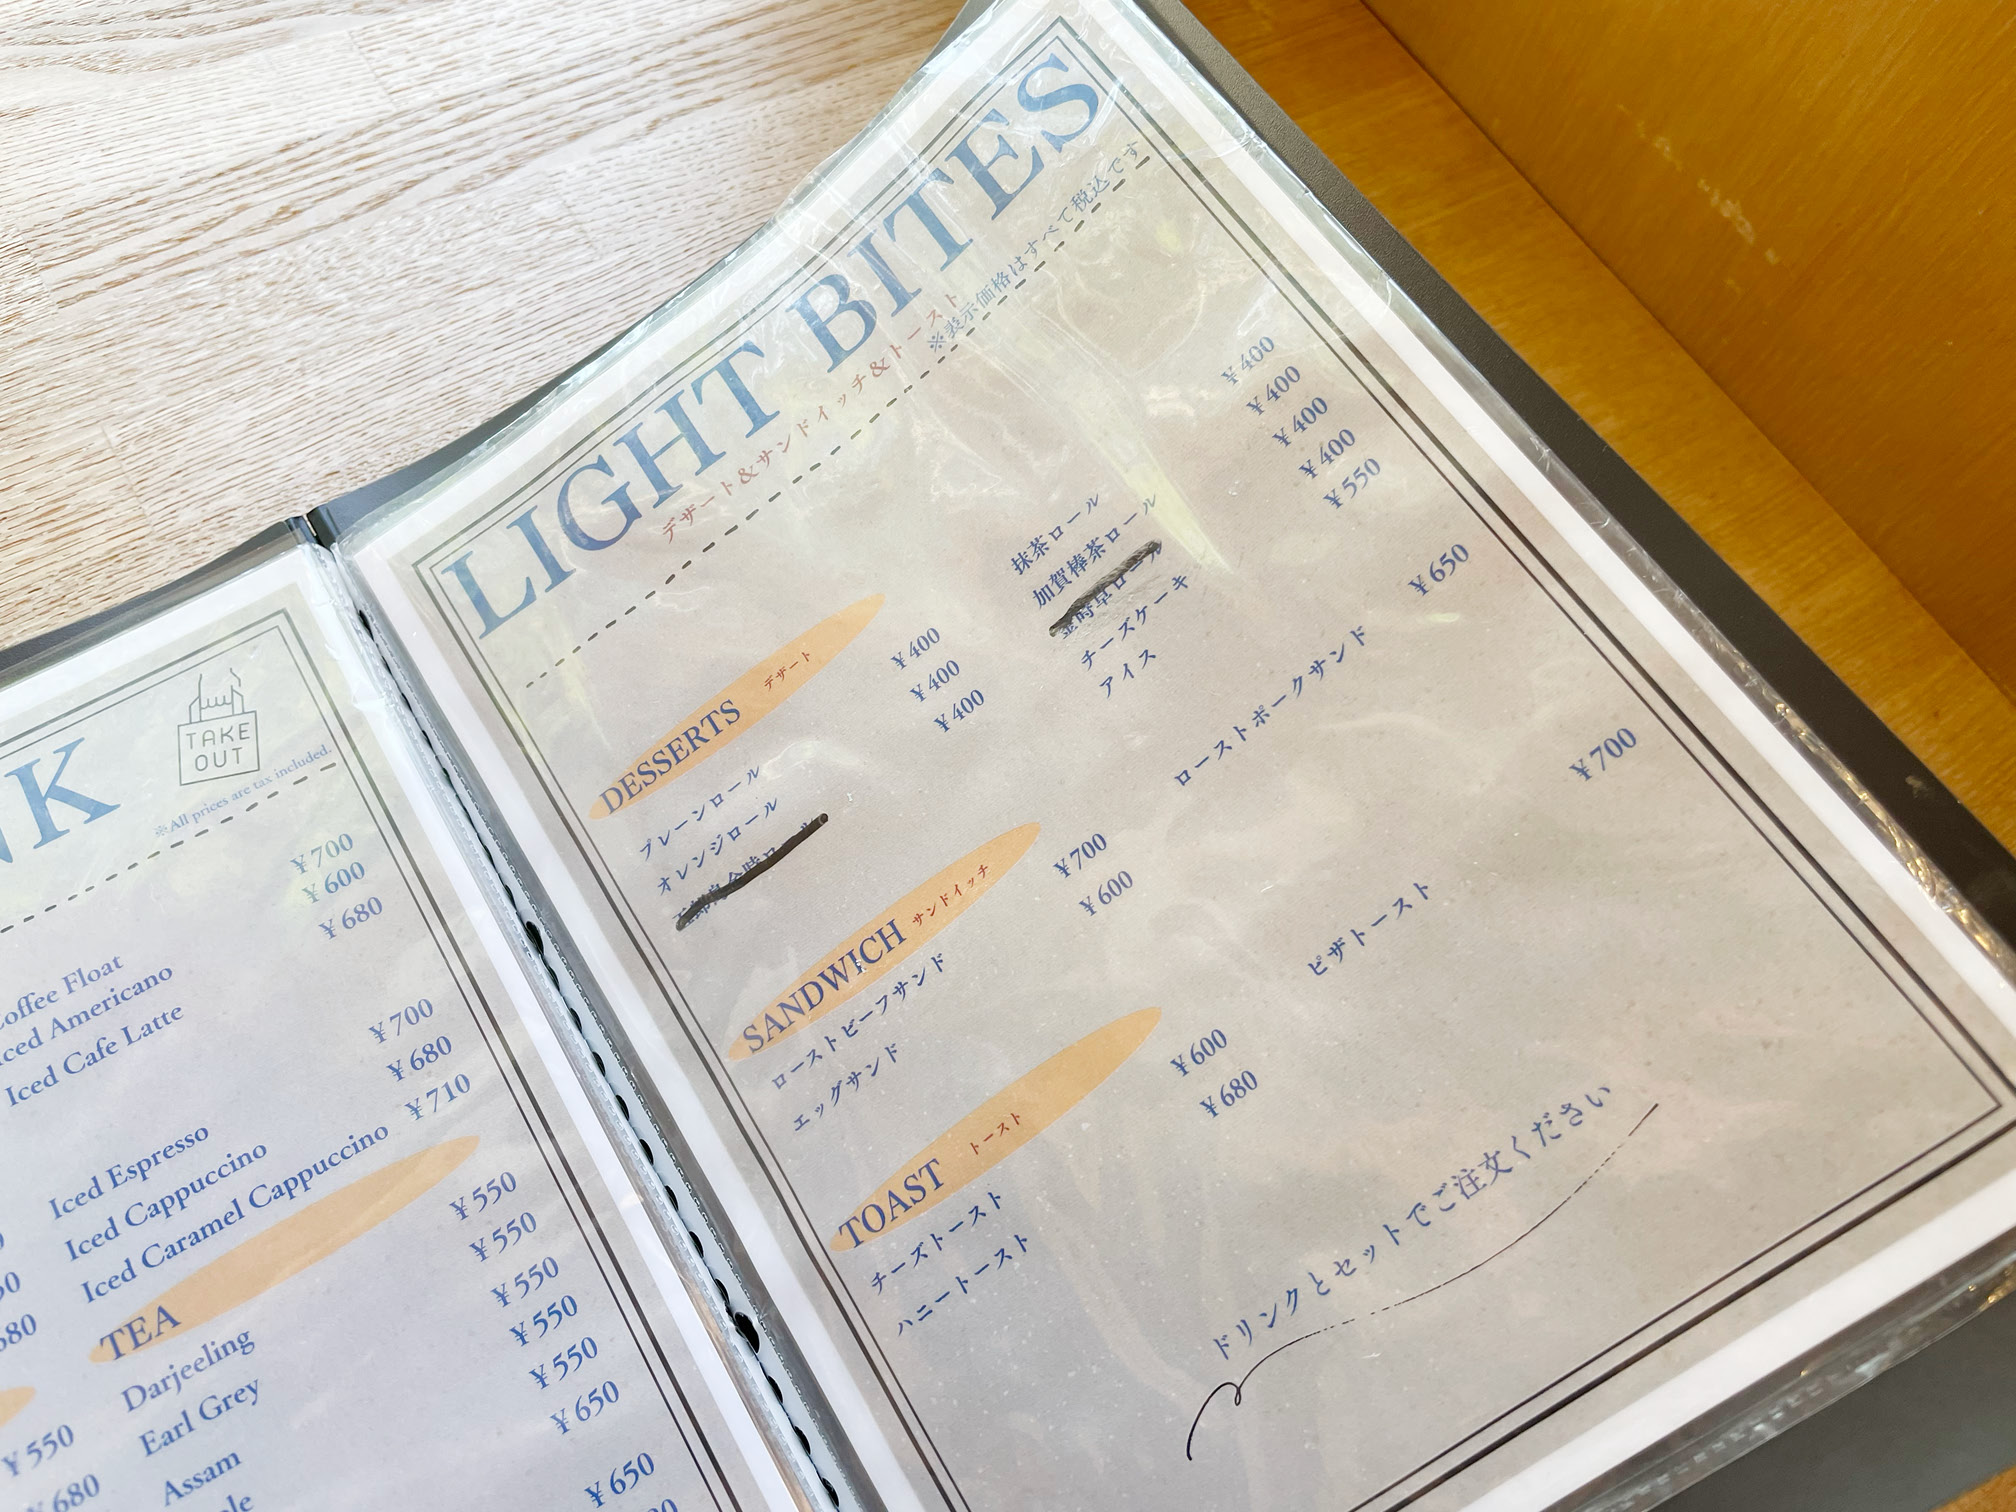 NK
TAKE
OUT
※All prices are tax included.
Coffee Float ¥700
Iced Americano ¥600
Iced Cafe Latte ¥680
Iced Espresso ¥700
Iced Cappuccino ¥680
Iced Caramel Cappuccino ¥710
TEA
Darjeeling ¥550
Earl Grey ¥550
Assam ¥550
¥550
¥550
¥650
¥650
¥550
¥680
LIGHT BITES
デザート&サンドイッチ&トースト
※表示価格はすべて税込です
DESSERTS デザート
プレーンロール ¥400
オレンジロール ¥400
¥400
抹茶ロール ¥400
加賀棒茶ロール ¥400
¥400
チーズケーキ ¥400
アイス ¥550
SANDWICH サンドイッチ
ローストビーフサンド ¥700
エッグサンド ¥600
ローストポークサンド ¥650
TOAST トースト
チーズトースト ¥600
ハニートースト ¥680
ピザトースト ¥700
ドリンクとセットでご注文ください